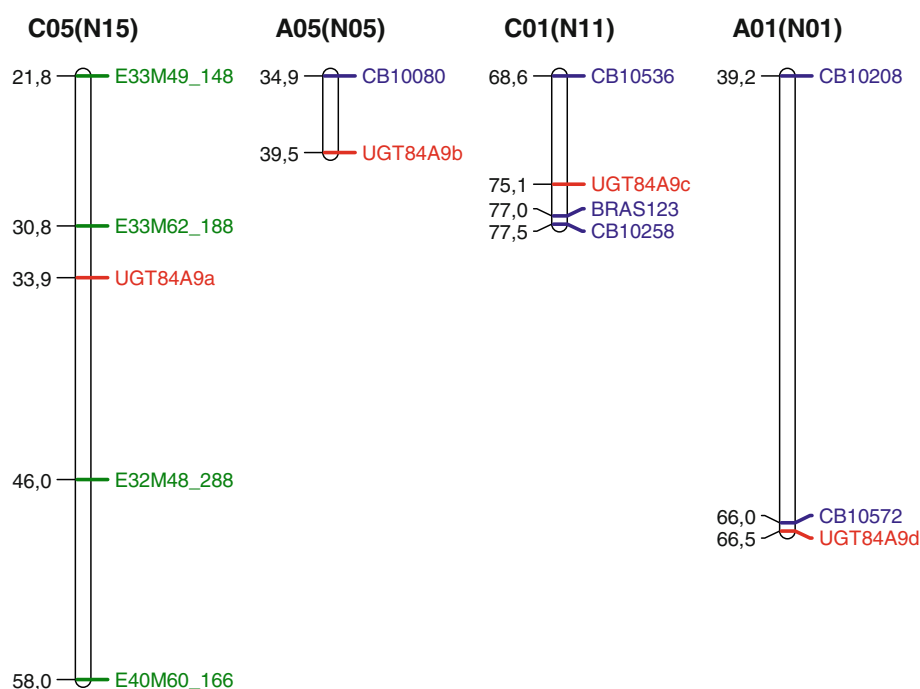 C05(N15)
21,8 E33M49_148
30,8 E33M62_188
33,9 UGT84A9a
46,0 E32M48_288
58,0 E40M60_166
A05(N05)
34,9 CB10080
39,5 UGT84A9b
C01(N11)
68,6 CB10536
75,1 UGT84A9c
77,0 BRAS123
77,5 CB10258
A01(N01)
39,2 CB10208
66,0 CB10572
66,5 UGT84A9d